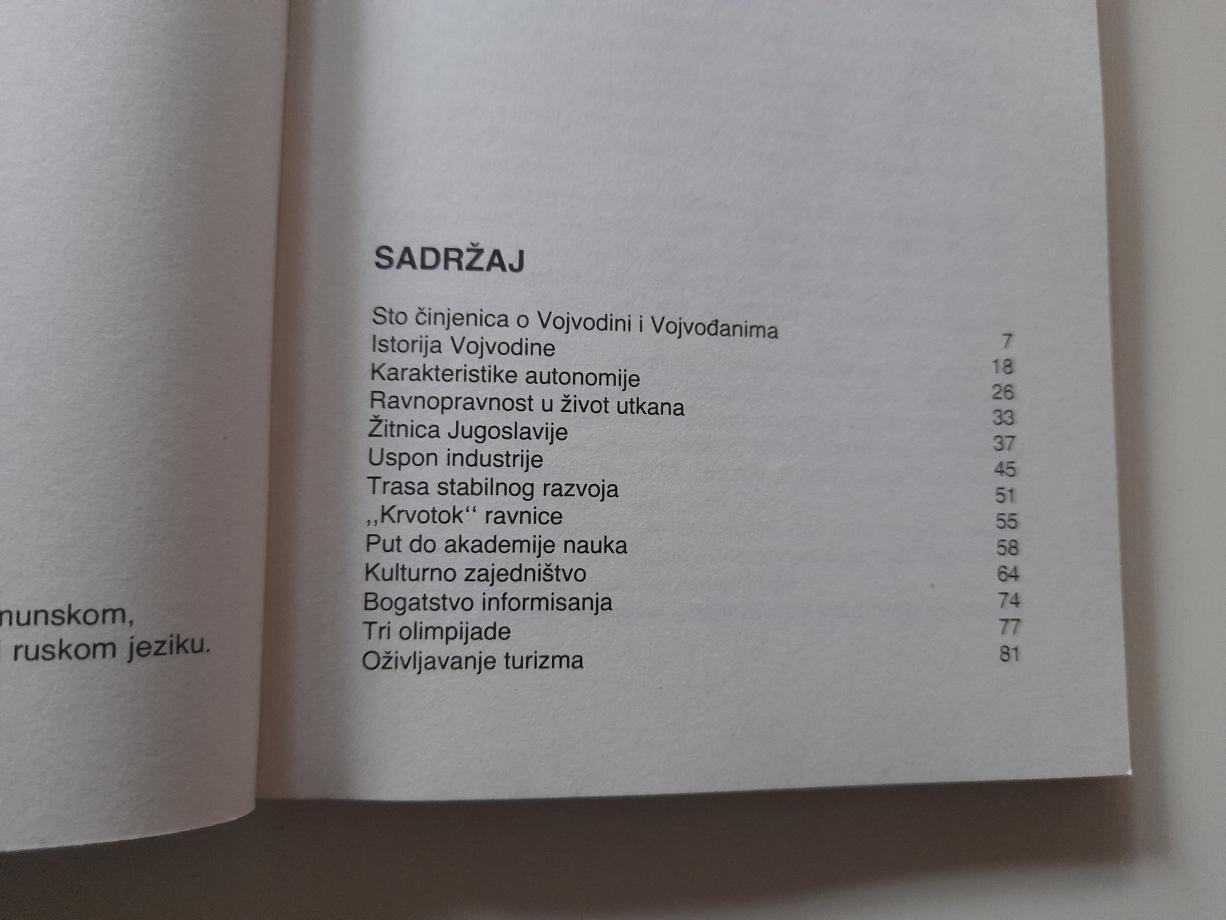 ruskom jeziku.
SADRŽAJ
Sto činjenica o Vojvodini i Vojvođanima 7
Istorija Vojvodine 18
Karakteristike autonomije 26
Ravnopravnost u život utkana 33
Žitnica Jugoslavije 37
Uspon industrije 45
Trasa stabilnog razvoja 51
,,Krvotok‘‘ ravnice 55
Put do akademije nauka 58
Kulturno zajedništvo 64
Bogatstvo informisanja 74
Tri olimpijade 77
Oživljavanje turizma 81